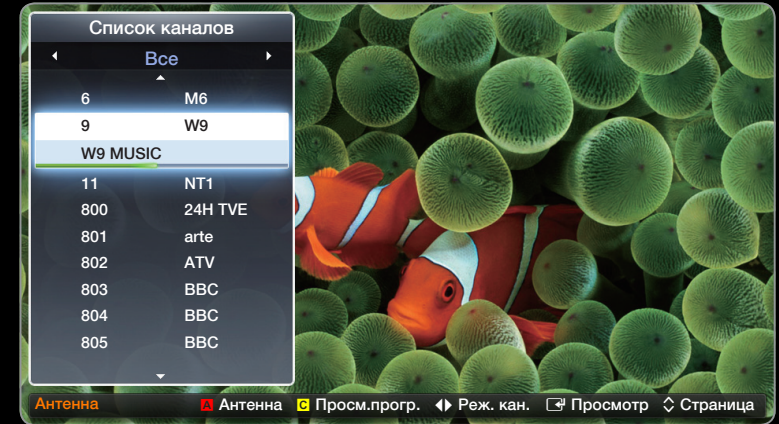 Список каналов
Все
6 M6
9 W9
W9 MUSIC
11 NT1
800 24H TVE
801 arte
802 ATV
803 BBC
804 BBC
805 BBC
Антенна A Антенна C Просм.прогр. Реж. кан. Просмотр Страница